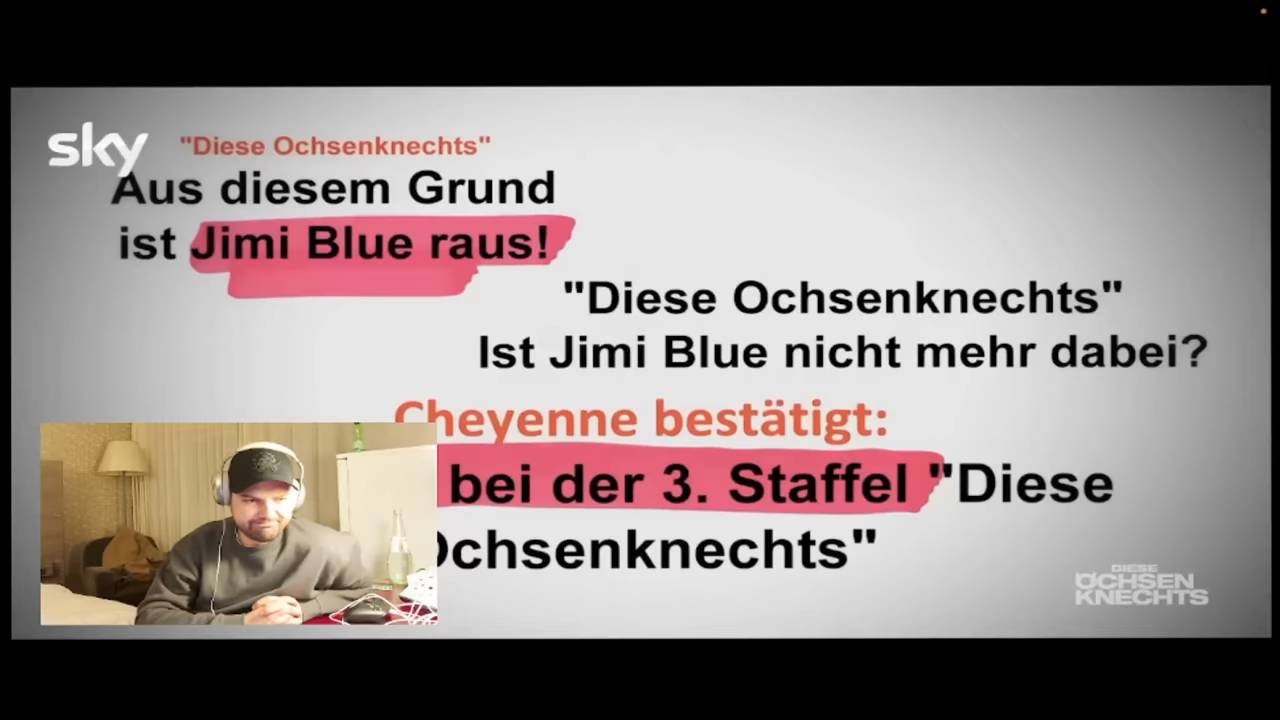 sky
"Diese Ochsenknechts"
Aus diesem Grund
ist Jimi Blue raus!
"Diese Ochsenknechts"
Ist Jimi Blue nicht mehr dabei?
Cheyenne bestätigt:
bei der 3. Staffel "Diese
Ochsenknechts"
DIESE
OCHSEN
KNECHTS